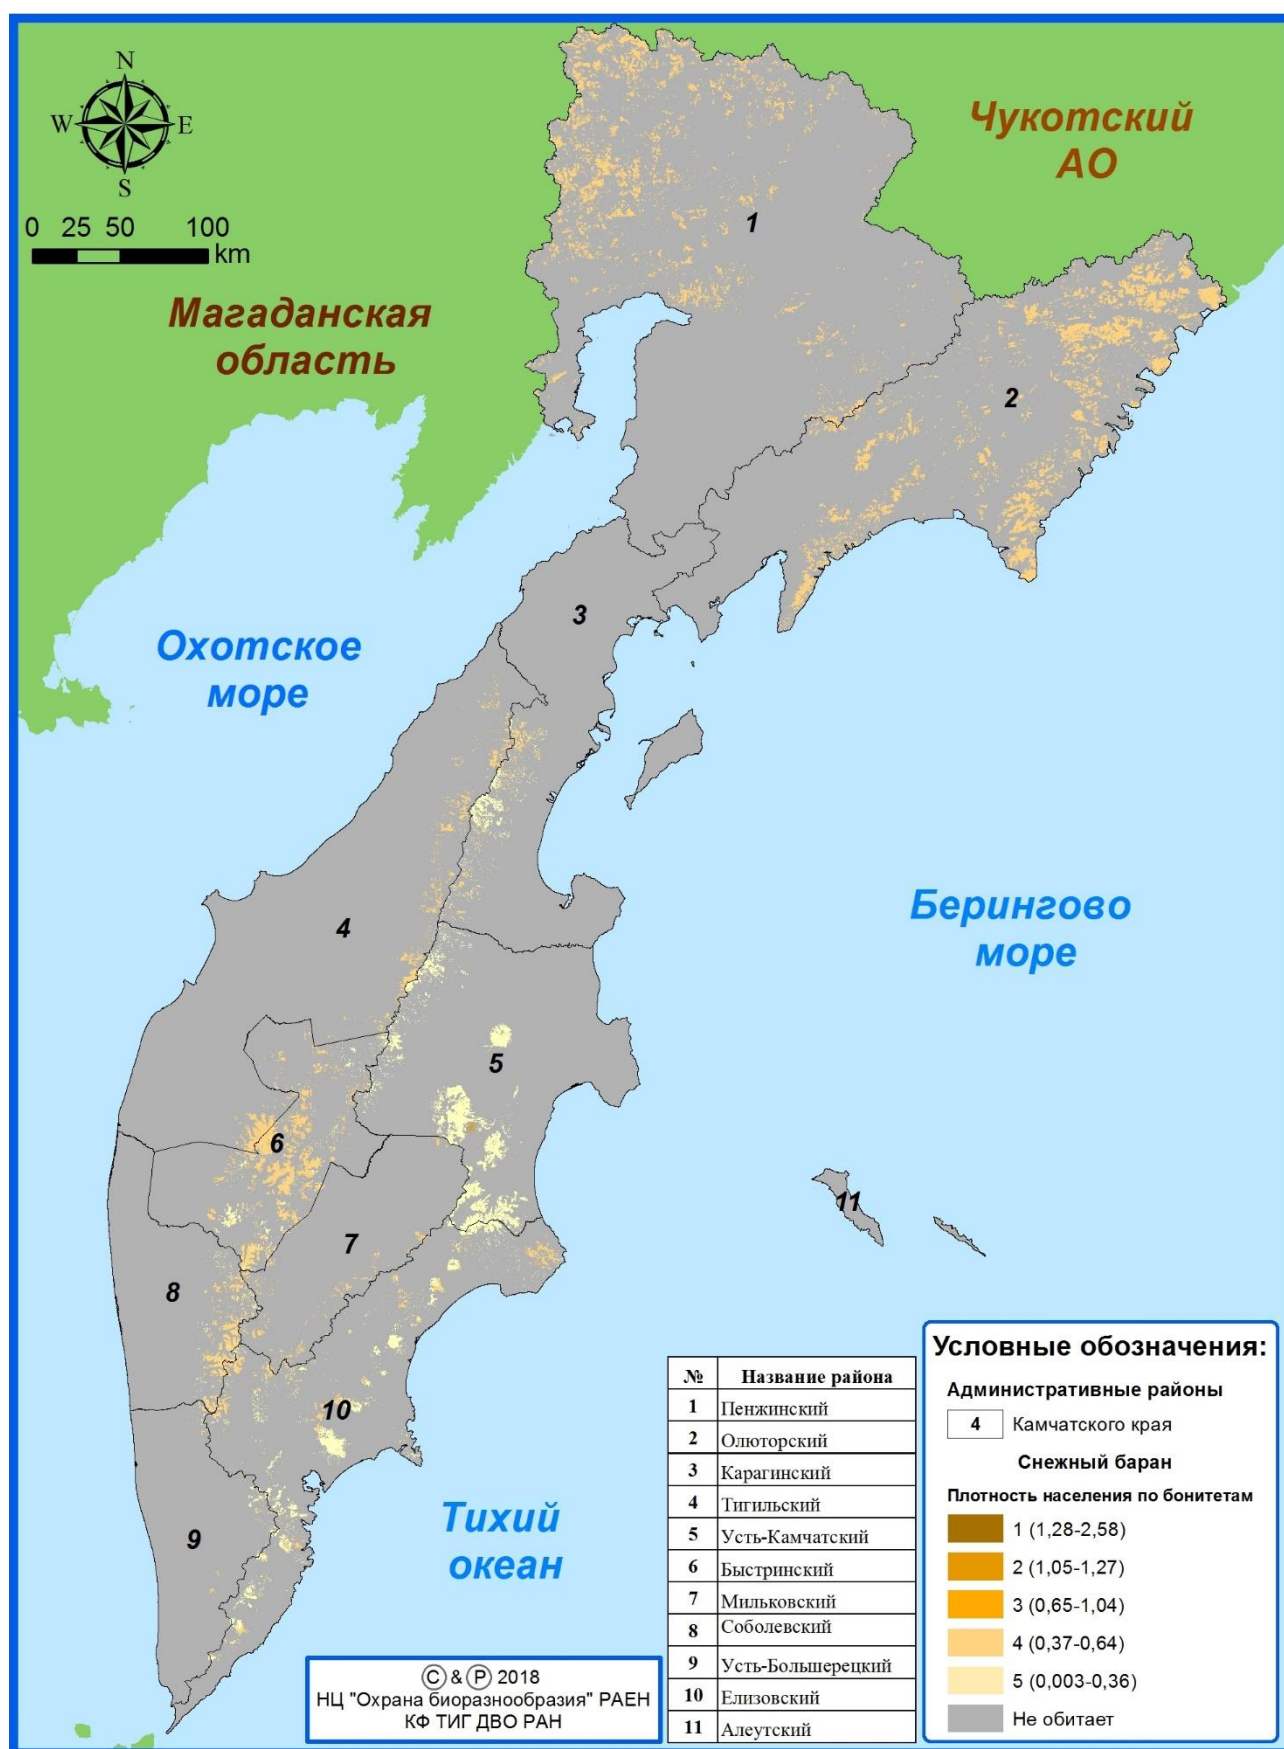 N
W E
S
0 25 50 100
km
Чукотский
АО
Магаданская
область
1
2
3
Охотское
море
Берингово
море
4
5
6
7
8
9
10
11
Тихий
океан
№ Название района
1 Пенжинский
2 Олюторский
3 Карагинский
4 Тигильский
5 Усть-Камчатский
6 Быстринский
7 Мильковский
8 Соболевский
9 Усть-Большерецкий
10 Елизовский
11 Алеутский
Условные обозначения:
Административные районы
4 Камчатского края
Снежный баран
Плотность населения по бонитетам
1 (1,28-2,58)
2 (1,05-1,27)
3 (0,65-1,04)
4 (0,37-0,64)
5 (0,003-0,36)
Не обитает
Ⓒ & Ⓟ 2018
НЦ "Охрана биоразнообразия" РАЕН
КФ ТИГ ДВО РАН